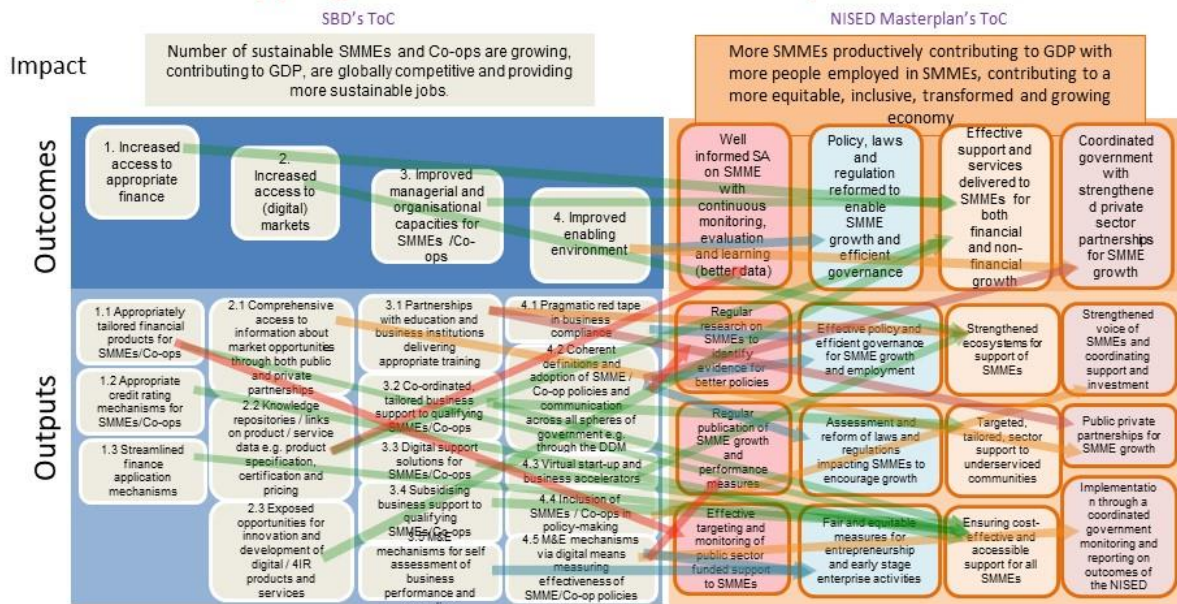 SBD's ToC
NISED Masterplan's ToC
Impact
Number of sustainable SMMEs and Co-ops are growing,
contributing to GDP, are globally competitive and providing
more sustainable jobs.
More SMMEs productively contributing to GDP with
more people employed in SMMEs, contributing to a
more equitable, inclusive, transformed and growing
economy
Outcomes
1. Increased
access to
appropriate
finance
2.
Increased
access to
(digital)
markets
3. Improved
managerial and
organisational
capacities for
SMMEs /Co-
ops
4. Improved
enabling
environment
Well
informed SA
on SMME
with
continuous
monitoring,
evaluation
and learning
(better data)
Policy, laws
and
regulation
reformed to
enable
SMME
growth and
efficient
governance
Effective
support and
services
delivered to
SMMEs for
both
financial
and non-
financial
growth
Coordinated
government
with
strengthene
d private
sector
partnerships
for SMME
growth
Outputs
1.1 Appropriately
tailored financial
products for
SMMEs/Co-ops
1.2 Appropriate
credit rating
mechanisms for
SMMEs/Co-ops
1.3 Streamlined
finance
application
mechanisms
2.1 Comprehensive
access to
information about
market opportunities
through both public
and private
partnerships
2.2 Knowledge
repositories / links
on product / service
data e.g. product
specification,
certification and
pricing
2.3 Exposed
opportunities for
innovation and
development of
digital / 4IR
products and
services
3.1 Partnerships
with education and
business institutions
delivering
appropriate training
3.2 Co-ordinated,
tailored business
support to qualifying
SMMEs/Co-ops
3.3 Digital support
solutions for
SMMEs/Co-ops
3.4 Subsidising
business support to
qualifying
SMMEs/Co-ops
3.5 M&E
mechanisms for self
assessment of
business
performance and
4.1 Pragmatic red tape
in business
compliance
4.2 Coherent
definitions and
adoption of SMME /
Co-op policies and
communication
across all spheres of
government e.g.
through the DDM
4.3 Virtual start-up and
business accelerators
4.4 Inclusion of
SMMEs / Co-ops in
policy-making
4.5 M&E mechanisms
via digital means
measuring
effectiveness of
SMME/Co-op policies
Regular
research on
SMMEs to
identify
evidence for
better policies
Effective policy and
efficient governance
for SMME growth
and employment
Strengthened
ecosystems for
support of
SMMEs
Strengthened
voice of
SMMEs and
coordinating
support and
investment
Regular
publication of
SMME growth
and
performance
measures
Assessment and
reform of laws and
regulations
impacting SMMEs to
encourage growth
Targeted,
tailored, sector
support to
underserviced
communities
Public private
partnerships for
SMME growth
Effective
targeting and
monitoring of
public sector
funded support
to SMMEs
Fair and equitable
measures for
entrepreneurship
and early stage
enterprise activities
Ensuring cost-
effective and
accessible
support for all
SMMEs
Implementatio
n through a
coordinated
government
monitoring and
reporting on
outcomes of
the NISED